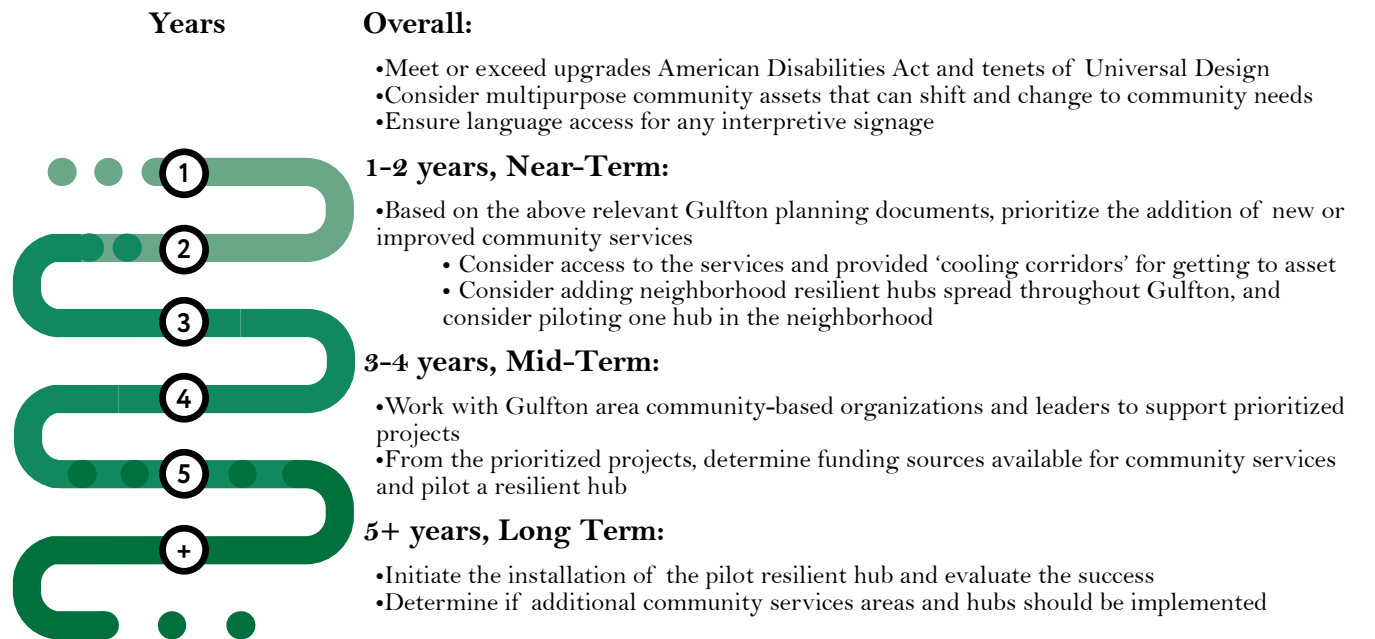 Years
Overall:
•Meet or exceed upgrades American Disabilities Act and tenets of Universal Design
•Consider multipurpose community assets that can shift and change to community needs
•Ensure language access for any interpretive signage
1
1-2 years, Near-Term:
•Based on the above relevant Gulfton planning documents, prioritize the addition of new or
improved community services
2
• Consider access to the services and provided ‘cooling corridors’ for getting to asset
• Consider adding neighborhood resilient hubs spread throughout Gulfton, and
consider piloting one hub in the neighborhood
3
3-4 years, Mid-Term:
4
•Work with Gulfton area community-based organizations and leaders to support prioritized
projects
•From the prioritized projects, determine funding sources available for community services
and pilot a resilient hub
5
5+ years, Long Term:
+
•Initiate the installation of the pilot resilient hub and evaluate the success
•Determine if additional community services areas and hubs should be implemented